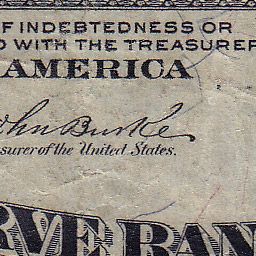 F INDEBTEDNESS OR
D WITH THE TREASURER
AMERICA
John Burke
surer of the United States.
RVE BAN